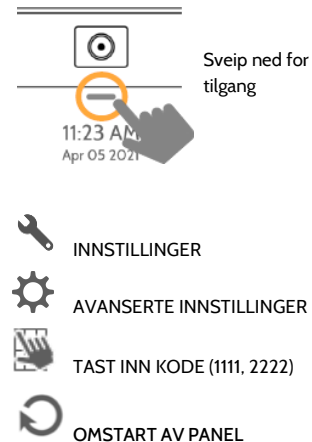 Sveip ned for
tilgang
11:23 AM
Apr 05 2021
INNSTILLINGER
AVANSERTE INNSTILLINGER
TAST INN KODE (1111, 2222)
OMSTART AV PANEL